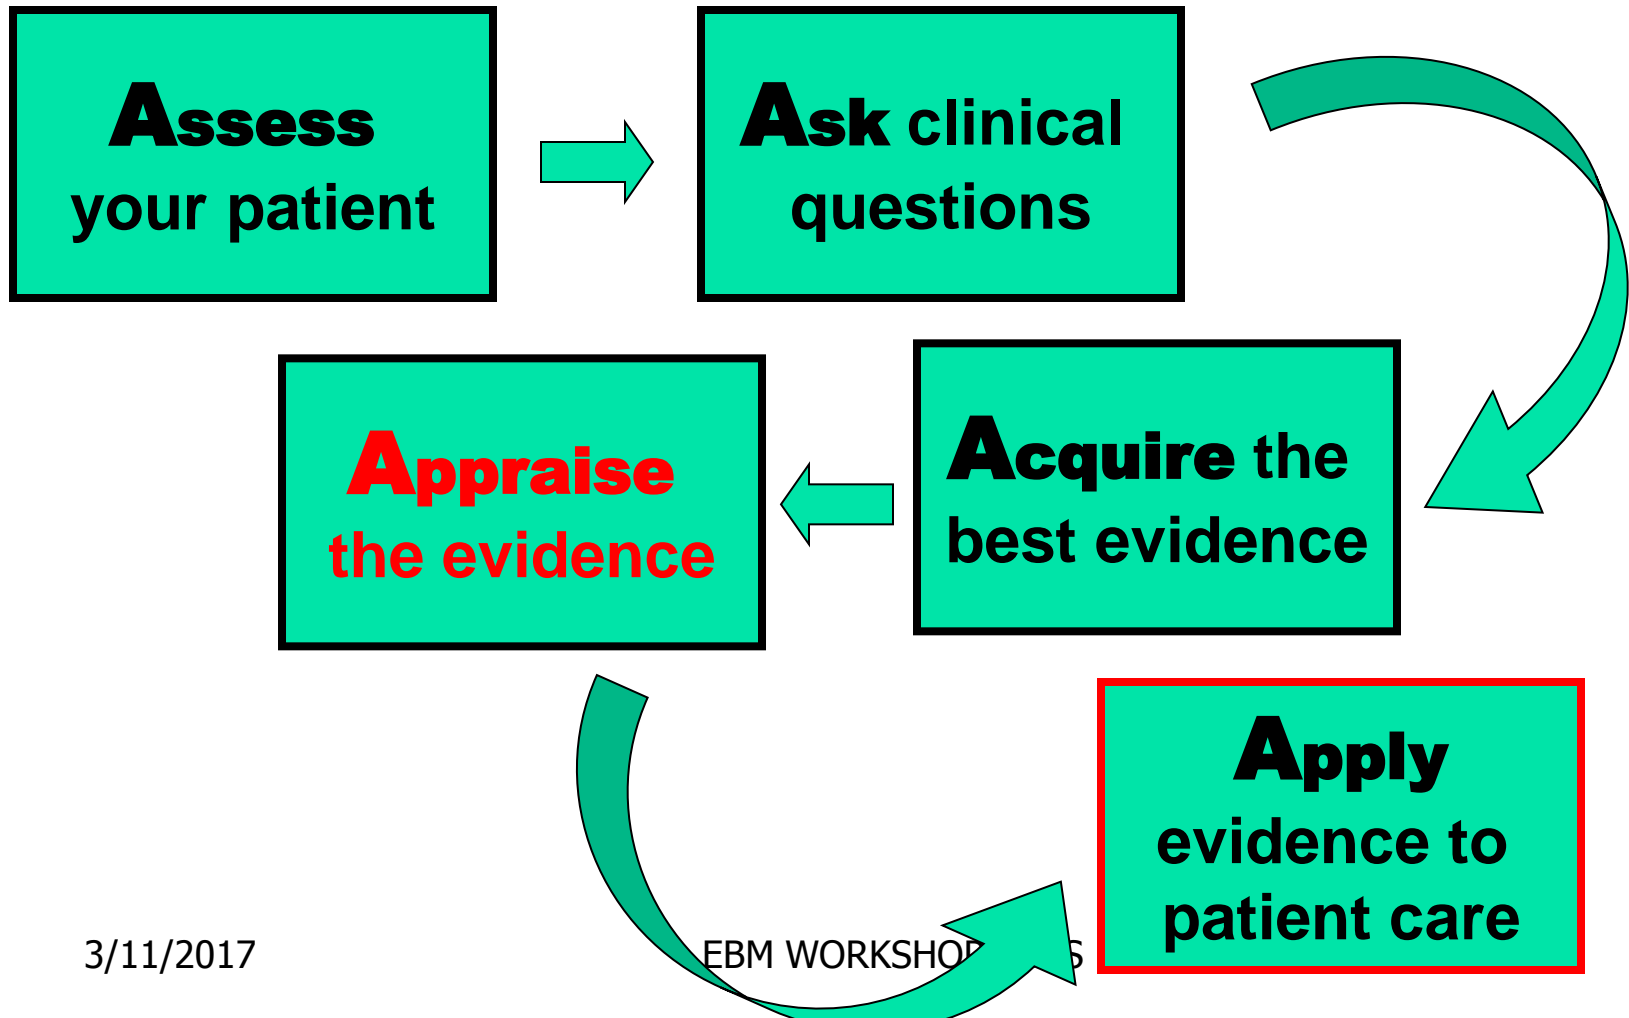 Assess
your patient
Ask clinical
questions
Acquire the
best evidence
Appraise
the evidence
Apply
evidence to
patient care
3/11/2017
EBM